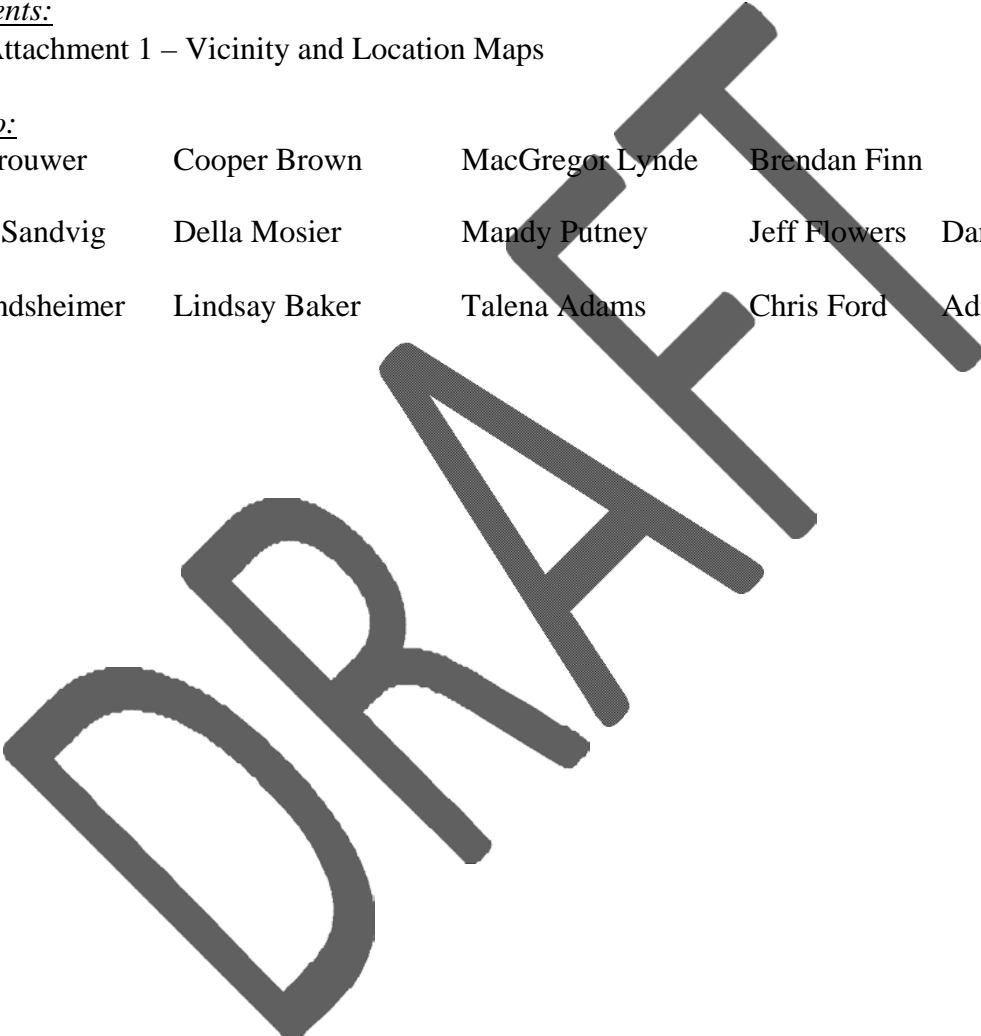 ents:
Attachment 1 – Vicinity and Location Maps
o:
rouwer Cooper Brown MacGregor Lynde Brendan Finn
Sandvig Della Mosier Mandy Putney Jeff Flowers Dan
ndsheimer Lindsay Baker Talena Adams Chris Ford Ad
DRAFT